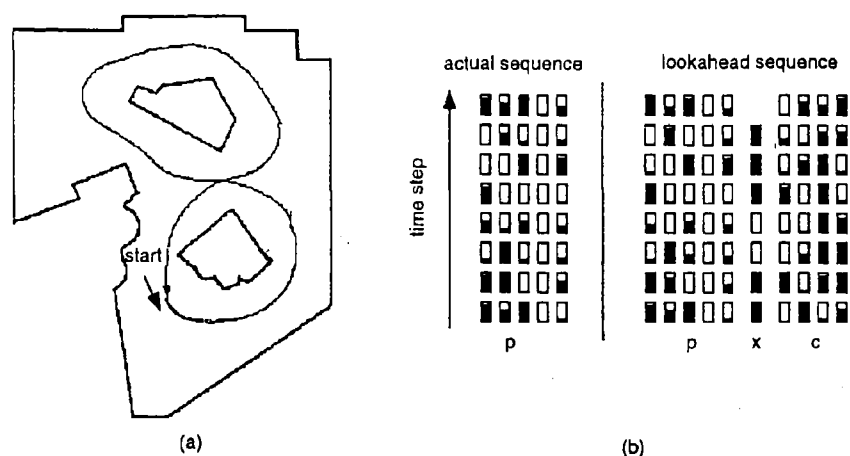 actual sequence
lookahead sequence
time step
start
p
p
x
c
(a)
(b)